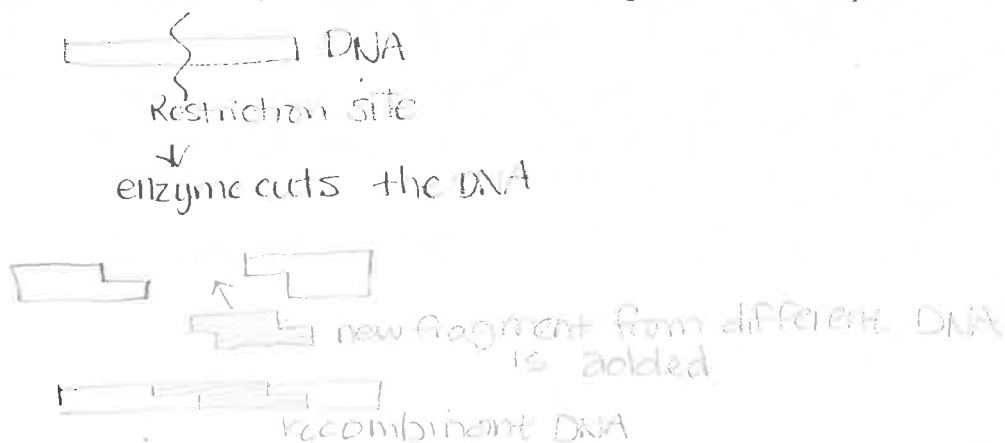 DNA
Restriction site
enzyme cuts the DNA
new fragment from different DNA
is added
recombinant DNA